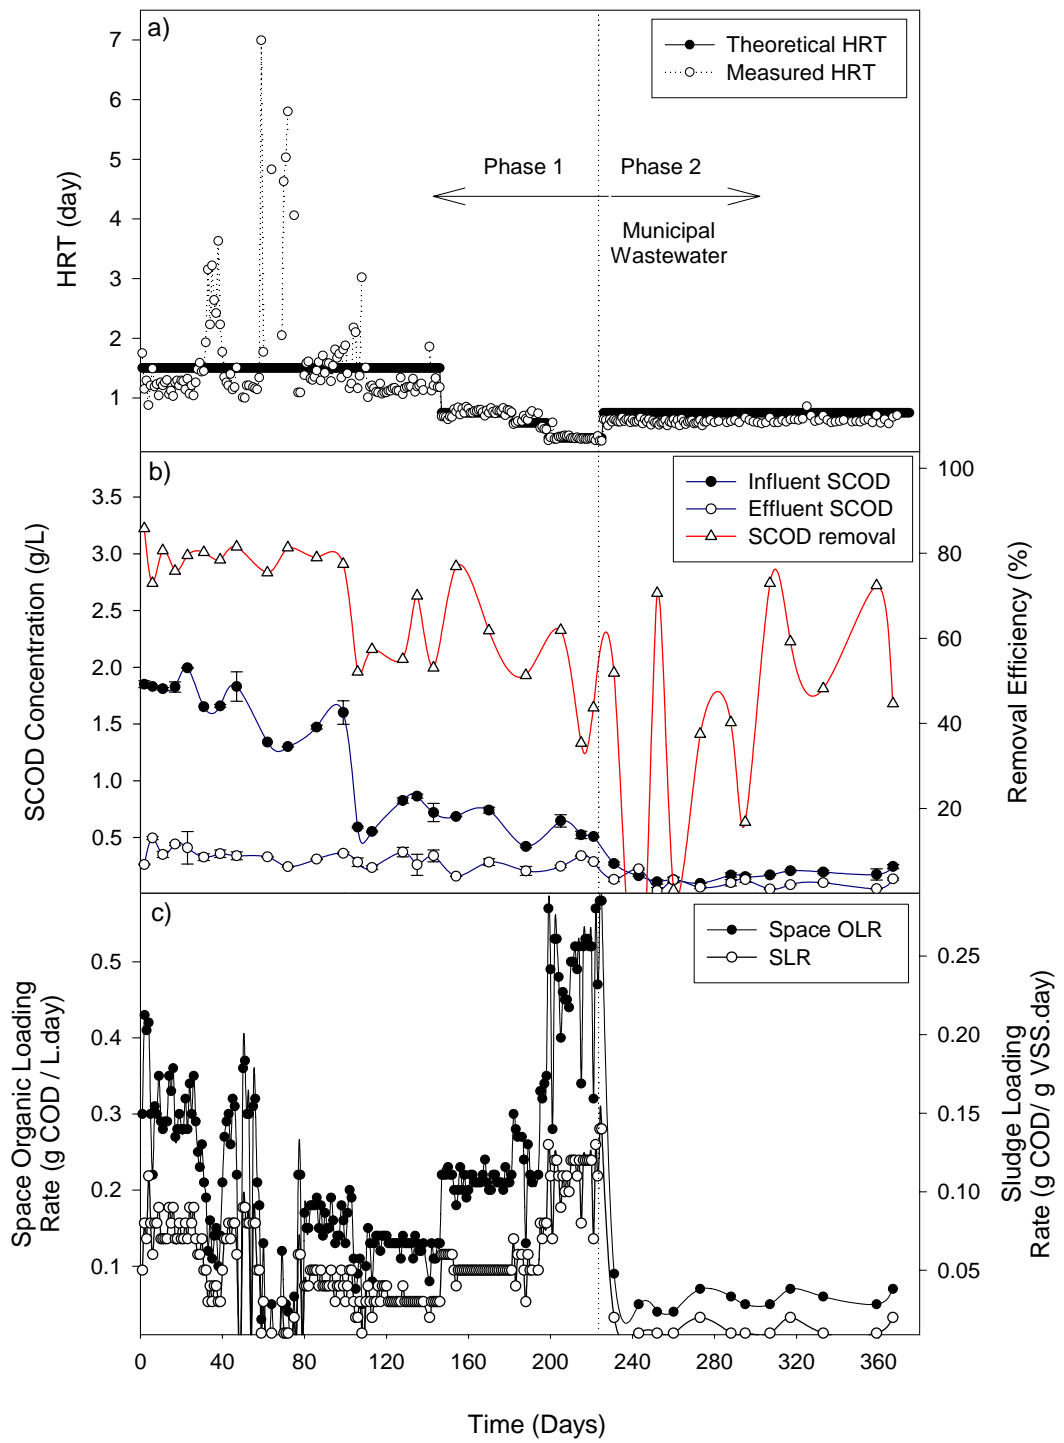 a)
7
6
5
4
3
2
1
HRT (day)
Theoretical HRT
Measured HRT
Phase 1
Phase 2
Municipal
Wastewater
b)
3.5
3.0
2.5
2.0
1.5
1.0
0.5
SCOD Concentration (g/L)
Influent SCOD
Effluent SCOD
SCOD removal
100
80
60
40
20
Removal Efficiency (%)
c)
0.5
0.4
0.3
0.2
0.1
Space Organic Loading
Rate (g COD / L.day)
Space OLR
SLR
0.25
0.20
0.15
0.10
0.05
Sludge Loading
Rate (g COD/ g VSS.day)
0 40 80 120 160 200 240 280 320 360
Time (Days)